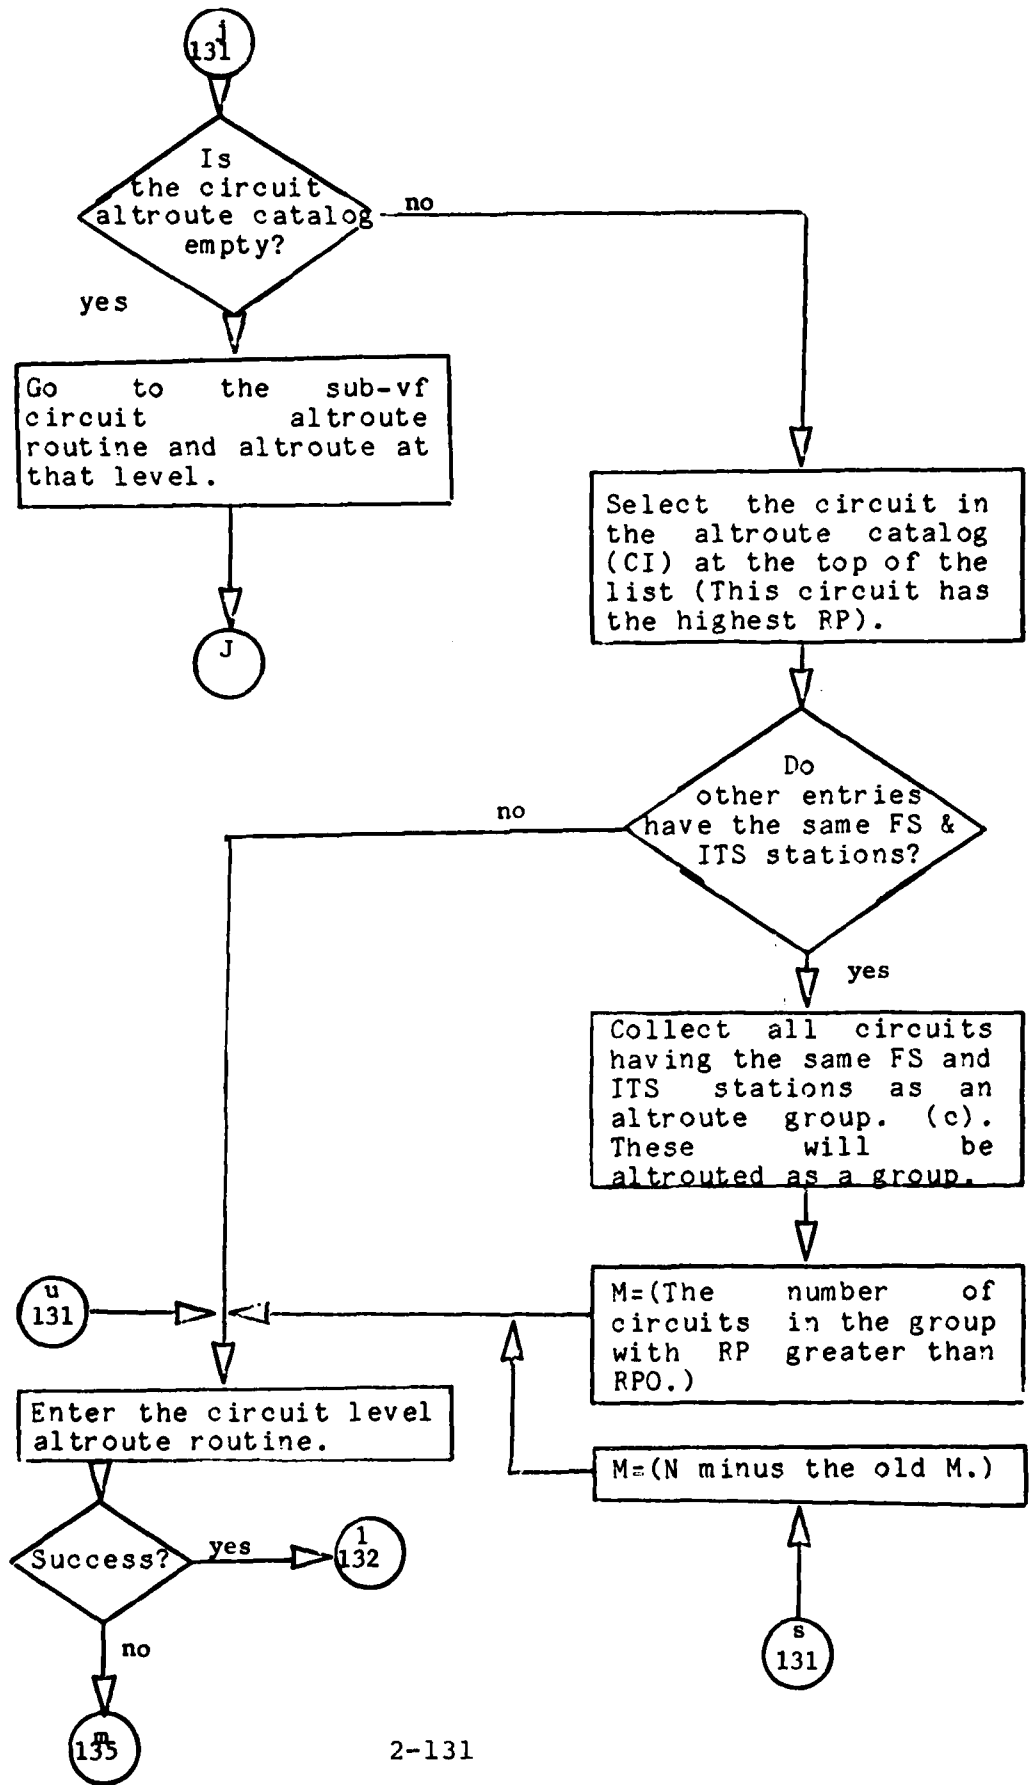 j
131
Is
the circuit
altroute catalog
empty?
no
yes
Go to the sub-vf
circuit altroute
routine and altroute at
that level.
J
Select the circuit in
the altroute catalog
(CI) at the top of the
list (This circuit has
the highest RP).
Do
other entries
have the same FS &
ITS stations?
no
yes
Collect all circuits
having the same FS and
ITS stations as an
altroute group. (c).
These will be
altrouted as a group.
u
131
M=(The number of
circuits in the group
with RP greater than
RPO.)
Enter the circuit level
altroute routine.
M=(N minus the old M.)
Success?
yes
l
132
no
s
131
m
135
2-131